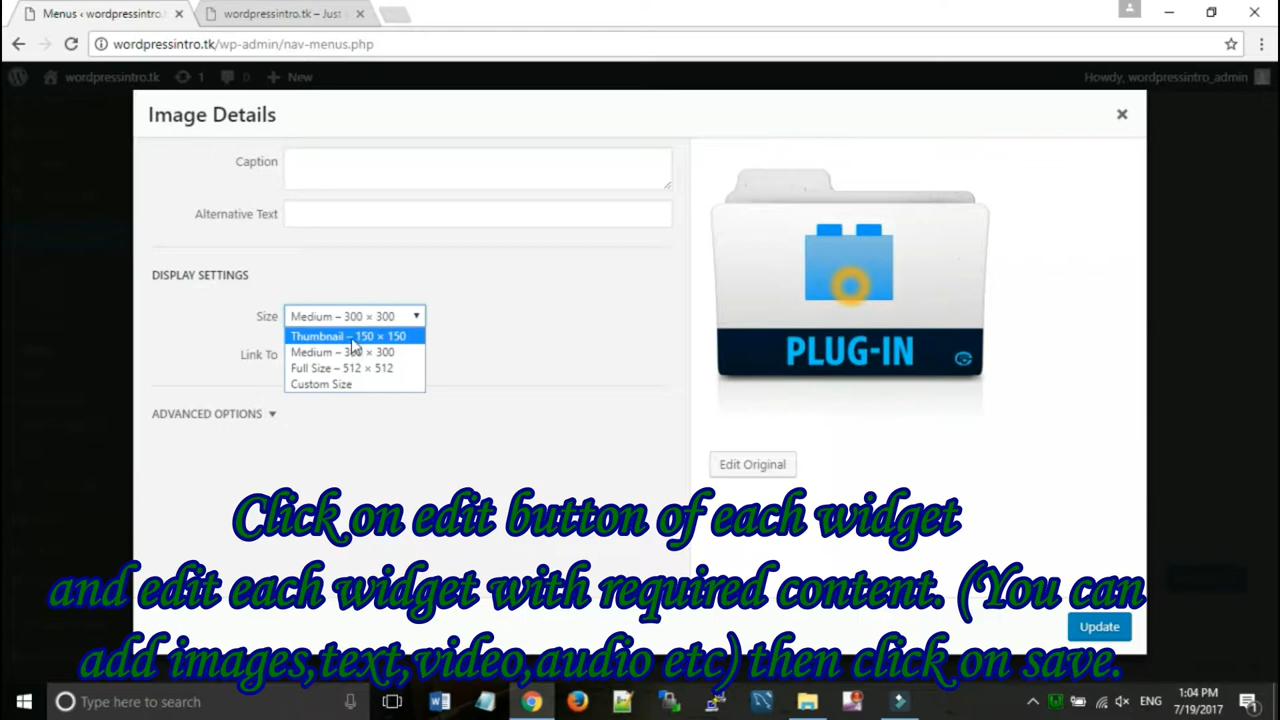 Menus ‹ wordpressintro.
wordpressintro.tk – Just
wordpressintro.tk/wp-admin/nav-menus.php
wordpressintro.tk
1
0
New
Howdy, wordpressintro_admin
Image Details
Caption
Alternative Text
DISPLAY SETTINGS
Size
Medium – 300 × 300
Thumbnail – 150 × 150
Medium – 300 × 300
Link To
Full Size – 512 × 512
Custom Size
ADVANCED OPTIONS
PLUG-IN
Edit Original
Click on edit button of each widget
and edit each widget with required content. (You can
add images,text,video,audio etc) then click on save.
Update
Type here to search
ENG
1:04 PM
7/19/2017
1